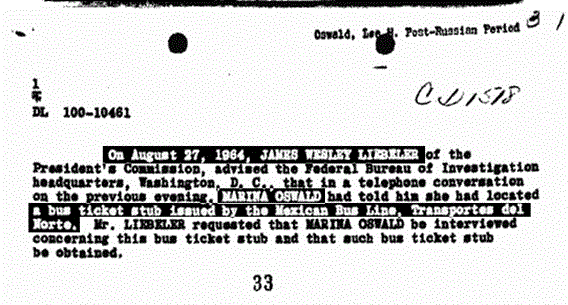 Oswald, Lee H. Post-Russian Period 3 1
CD 1578
1
DL 100-10461
On August 27, 1964, JAMES WESLEY LIEBELER of the
President's Commission, advised the Federal Bureau of Investigation
headquarters, Washington, D. C., that in a telephone conversation
on the previous evening, MARINA OSWALD had told him she had located
a bus ticket stub issued by the Mexican Bus Line, Transportes del
Norte. Mr. LIEBELER requested that MARINA OSWALD be interviewed
concerning this bus ticket stub and that such bus ticket stub
be obtained.
33